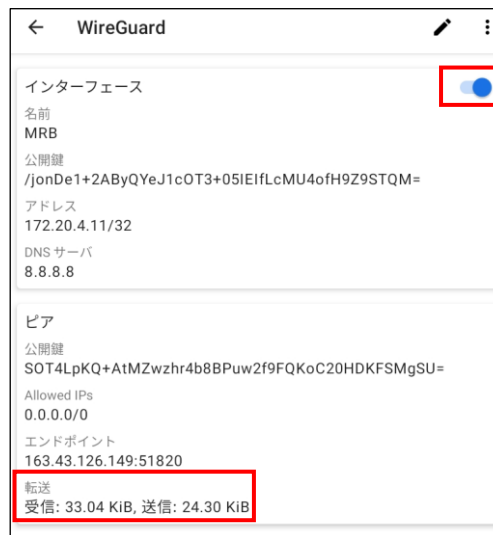 WireGuard
インターフェース
名前
MRB
公開鍵
/jonDe1+2AByQYeJ1cOT3+05IEIfLcMU4ofH9Z9STQM=
アドレス
172.20.4.11/32
DNS サーバ
8.8.8.8
ピア
公開鍵
SOT4LpKQ+AtMZwzhr4b8BPuw2f9FQKoC20HDKFSMgSU=
Allowed IPs
0.0.0.0/0
エンドポイント
163.43.126.149:51820
転送
受信: 33.04 KiB, 送信: 24.30 KiB